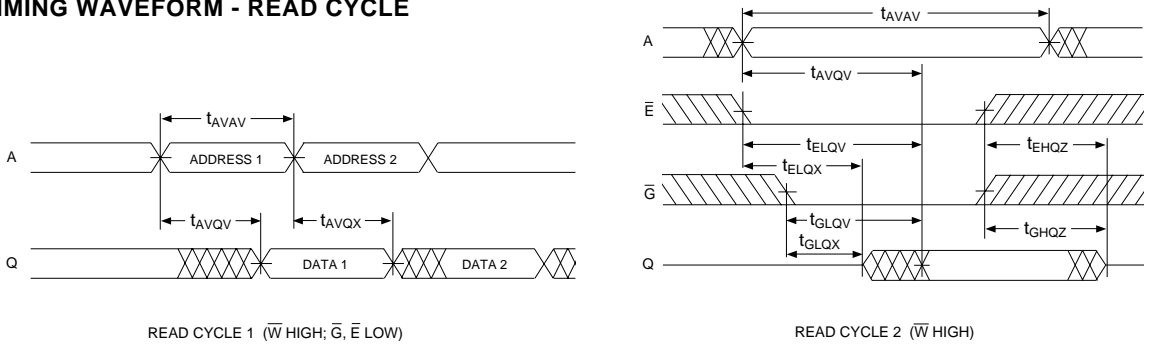 MING WAVEFORM - READ CYCLE
A
tAVAV
ADDRESS 1 ADDRESS 2
tAVQV tAVQX
Q
DATA 1 DATA 2
READ CYCLE 1 (W̅ HIGH; G̅, E̅ LOW)
tAVAV
A
tAVQV
E̅
tELQV tEHQZ
tELQX
G̅
tGLQV tGHQZ
tGLQX
Q
READ CYCLE 2 (W̅ HIGH)